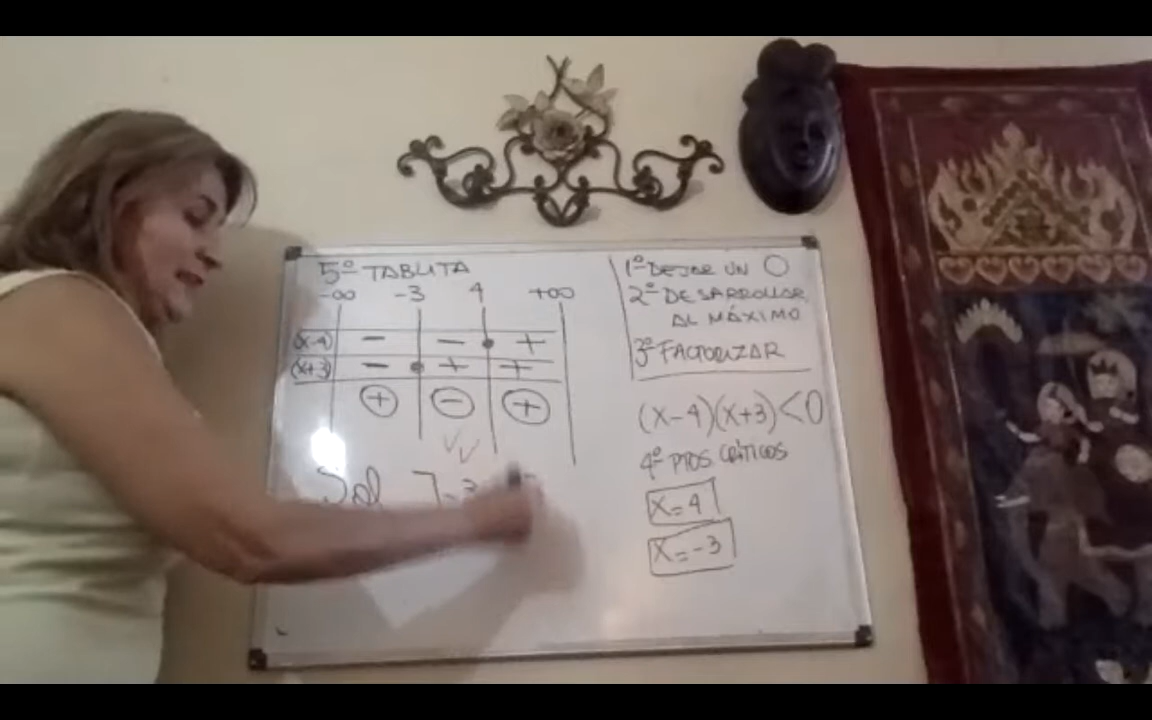 5º TABLITA
-∞ -3 4 +∞
(x-4) - - +
(x+3) - + +
+ - +
Sol ]-3
1º DEJAR UN O
2º DESARROLLAR
AL MÁXIMO
3º FACTORIZAR
(x-4)(x+3)<0
4º PTOS CRÍTICOS
x=4
x=-3